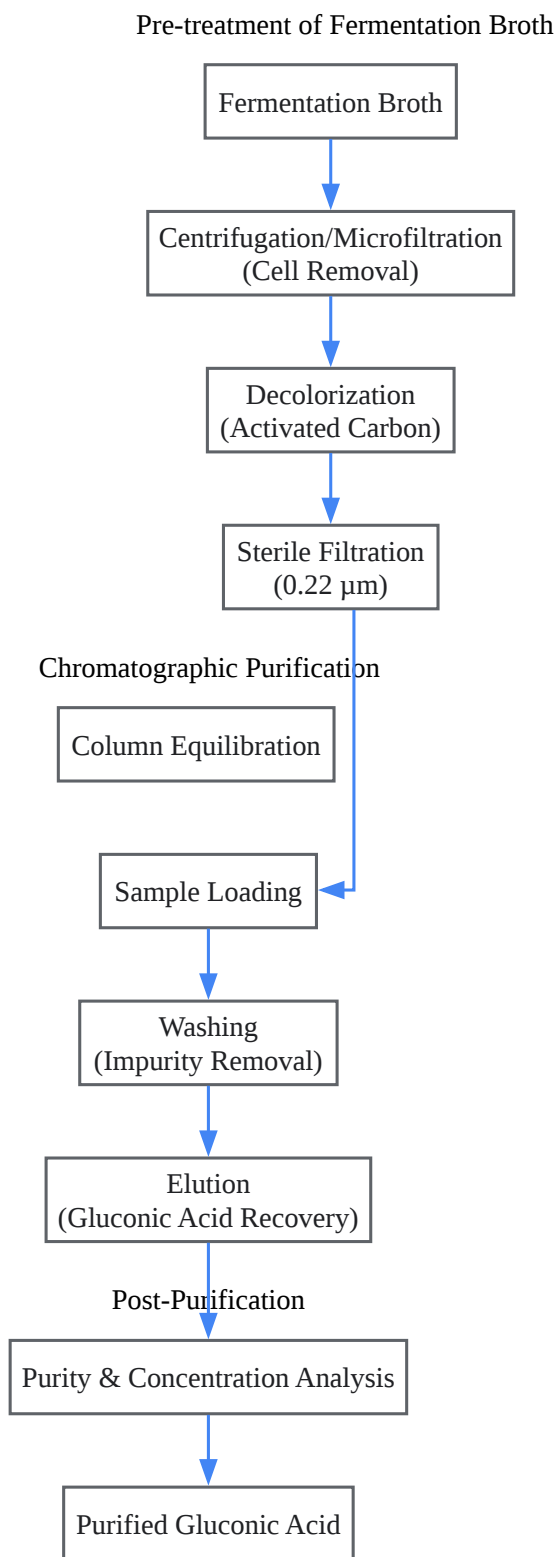 Pre-treatment of Fermentation Broth
Fermentation Broth
Centrifugation/Microfiltration
(Cell Removal)
Decolorization
(Activated Carbon)
Sterile Filtration
(0.22 µm)
Chromatographic Purification
Column Equilibration
Sample Loading
Washing
(Impurity Removal)
Elution
(Gluconic Acid Recovery)
Post-Purification
Purity & Concentration Analysis
Purified Gluconic Acid